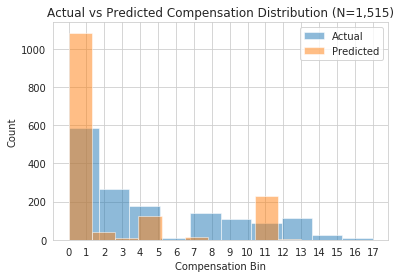 Actual vs Predicted Compensation Distribution (N=1,515)
Actual
Predicted
Count
1000
800
600
400
200
0
0 1 2 3 4 5 6 7 8 9 10 11 12 13 14 15 16 17
Compensation Bin